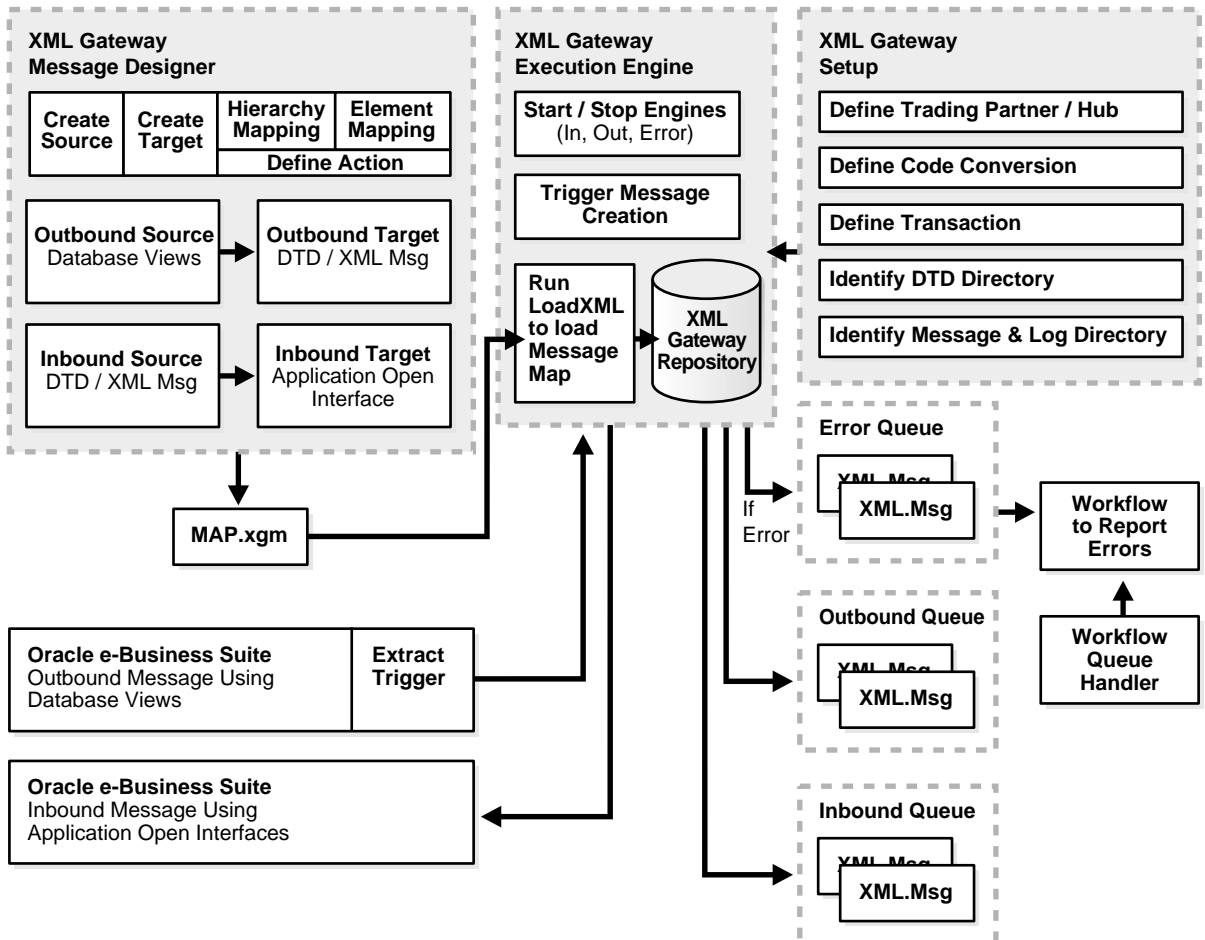 XML Gateway
Message Designer
Create
Source
Create
Target
Hierarchy
Mapping
Element
Mapping
Define Action
Outbound Source
Database Views
Outbound Target
DTD / XML Msg
Inbound Source
DTD / XML Msg
Inbound Target
Application Open
Interface
MAP.xgm
XML Gateway
Execution Engine
Start / Stop Engines
(In, Out, Error)
Trigger Message
Creation
Run
LoadXML
to load
Message
Map
XML
Gateway
Repository
XML Gateway
Setup
Define Trading Partner / Hub
Define Code Conversion
Define Transaction
Identify DTD Directory
Identify Message & Log Directory
If
Error
Error Queue
XML.Msg
XML.Msg
Workflow
to Report
Errors
Workflow
Queue
Handler
Outbound Queue
XML.Msg
XML.Msg
Inbound Queue
XML.Msg
XML.Msg
Oracle e-Business Suite
Outbound Message Using
Database Views
Extract
Trigger
Oracle e-Business Suite
Inbound Message Using
Application Open Interfaces